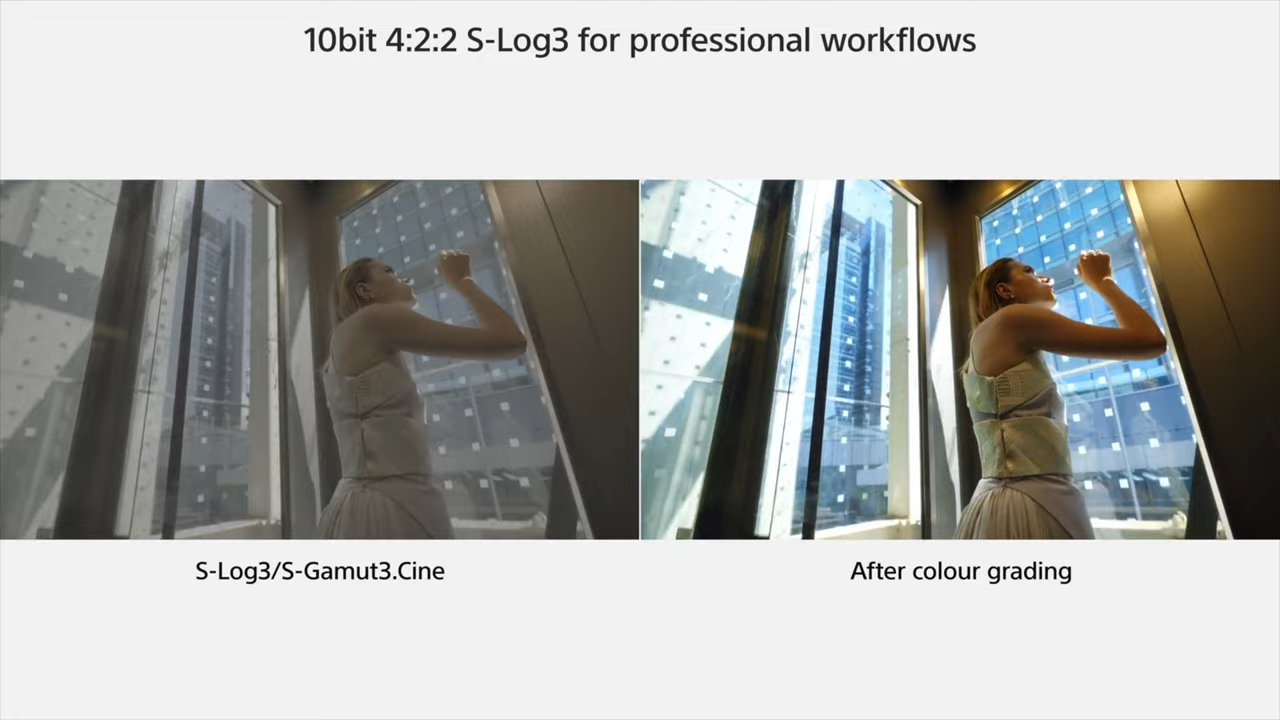 10bit 4:2:2 S-Log3 for professional workflows
S-Log3/S-Gamut3.Cine
After colour grading